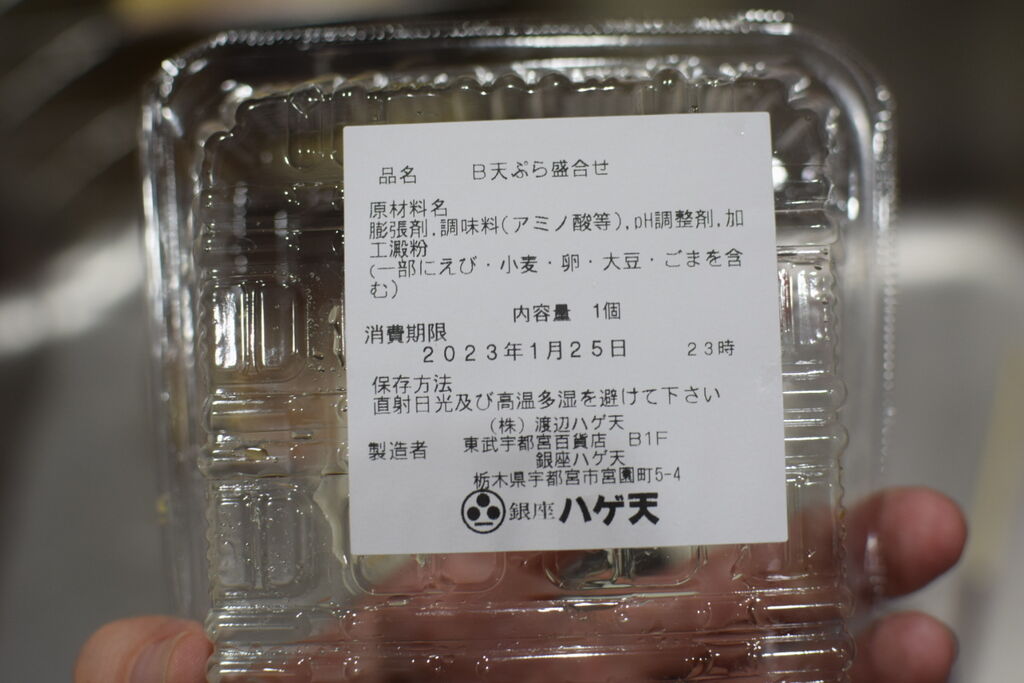 品名 B天ぷら盛合せ
原材料名
膨張剤,調味料(アミノ酸等),pH調整剤,加
工澱粉
(一部にえび・小麦・卵・大豆・ごまを含
む)
内容量 1個
消費期限
2023年1月25日 23時
保存方法
直射日光及び高温多湿を避けて下さい
(株)渡辺ハゲ天
製造者 東武宇都宮百貨店 B1F
銀座ハゲ天
栃木県宇都宮市宮園町5-4
銀座ハゲ天